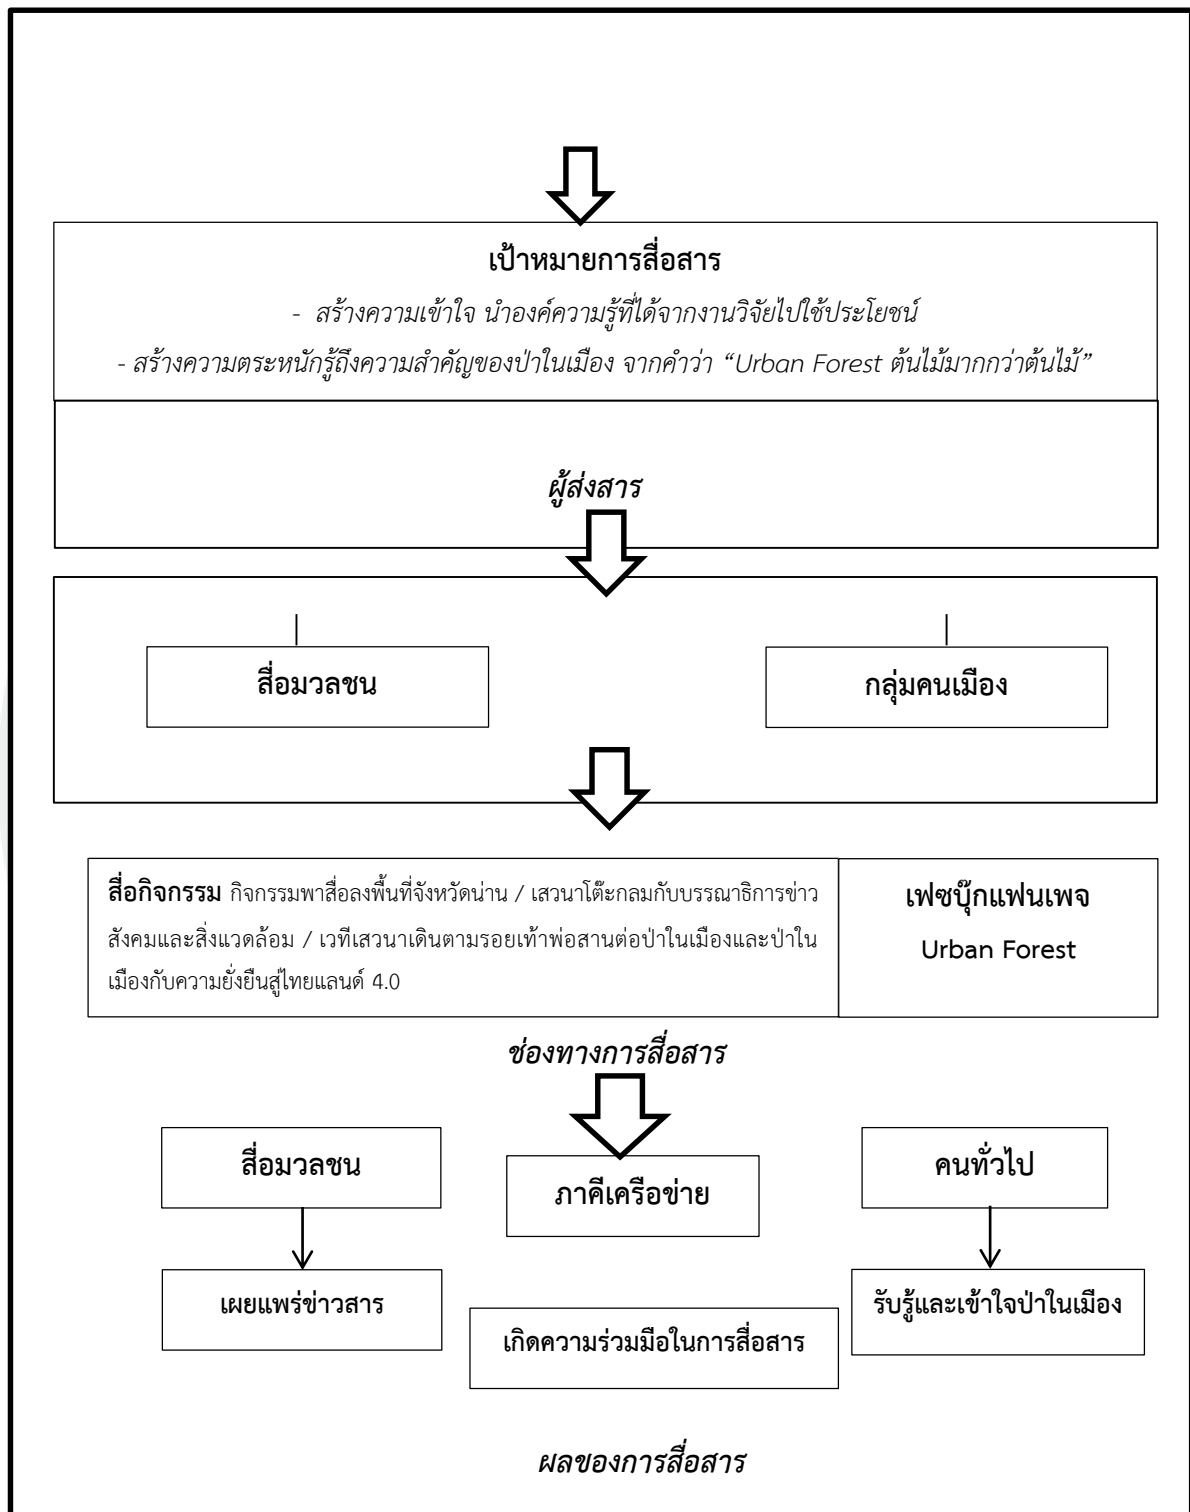 เป้าหมายการสื่อสาร
- สร้างความเข้าใจ นำองค์ความรู้ที่ได้จากงานวิจัยไปใช้ประโยชน์
- สร้างความตระหนักรู้ถึงความสำคัญของป่าในเมือง จากคำว่า “Urban Forest ต้นไม้มากกว่าต้นไม้”
ผู้ส่งสาร
สื่อมวลชน
กลุ่มคนเมือง
สื่อกิจกรรม กิจกรรมพาสื่อลงพื้นที่จังหวัดน่าน / เสวนาโต๊ะกลมกับบรรณาธิการข่าว
สังคมและสิ่งแวดล้อม / เวทีเสวนาเดินตามรอยเท้าพ่อสานต่อป่าในเมืองและป่าใน
เมืองกับความยั่งยืนสู่ไทยแลนด์ 4.0
เฟซบุ๊กแฟนเพจ
Urban Forest
ช่องทางการสื่อสาร
สื่อมวลชน
ภาคีเครือข่าย
คนทั่วไป
เผยแพร่ข่าวสาร
เกิดความร่วมมือในการสื่อสาร
รับรู้และเข้าใจป่าในเมือง
ผลของการสื่อสาร